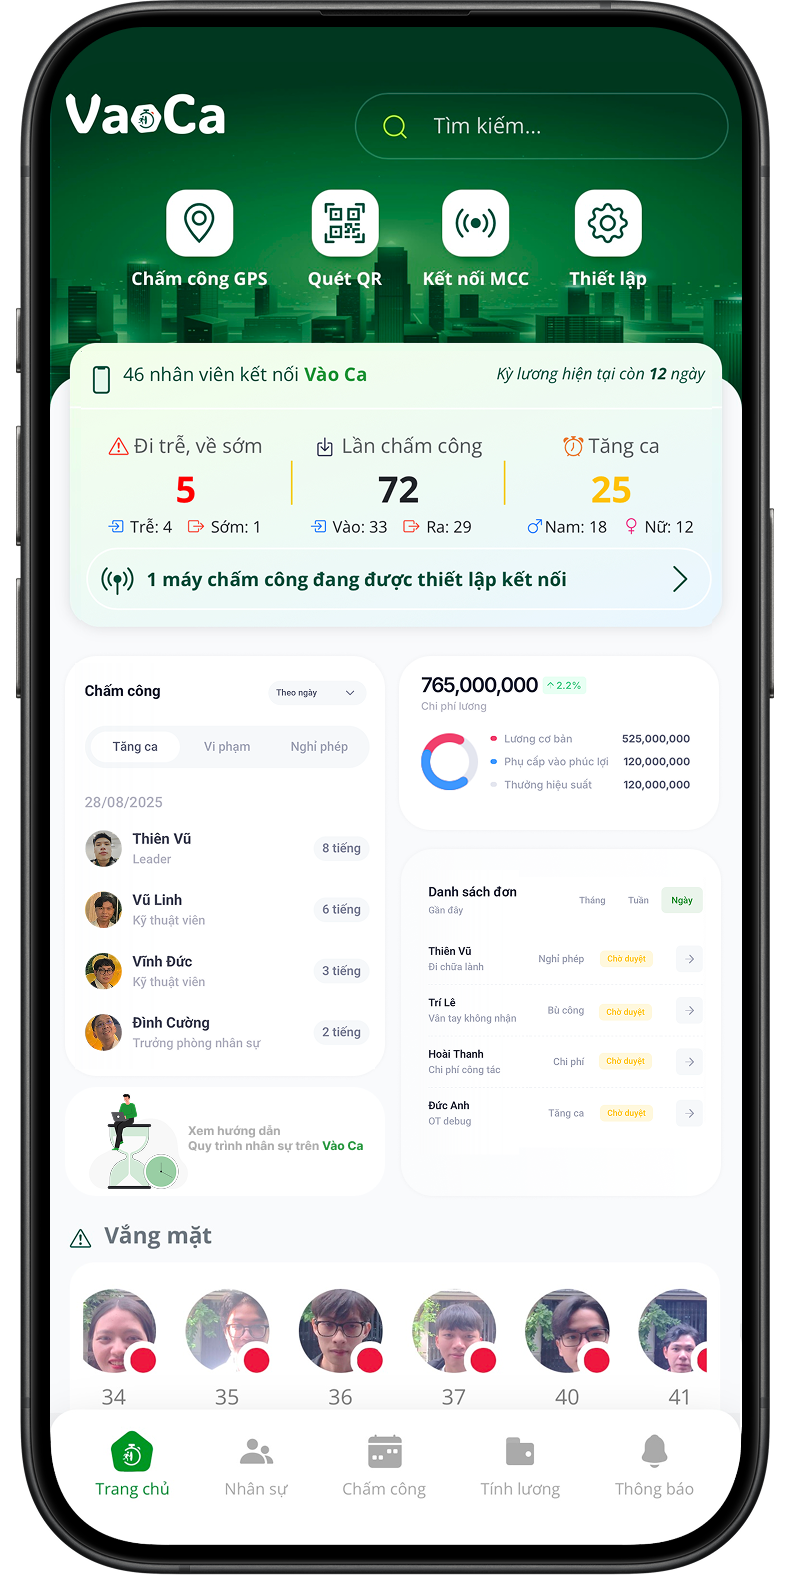 VaoCa
Tìm kiếm...
Chấm công GPS
Quét QR
Kết nối MCC
Thiết lập
46 nhân viên kết nối Vào Ca
Kỳ lương hiện tại còn 12 ngày
Đi trễ, về sớm
Lần chấm công
Tăng ca
5
72
25
Trễ: 4
Sớm: 1
Vào: 33
Ra: 29
Nam: 18
Nữ: 12
1 máy chấm công đang được thiết lập kết nối
Chấm công
Theo ngày
Tăng ca
Vi phạm
Nghỉ phép
28/08/2025
Thiên Vũ
Leader
8 tiếng
Vũ Linh
Kỹ thuật viên
6 tiếng
Vĩnh Đức
Kỹ thuật viên
3 tiếng
Đình Cường
Trưởng phòng nhân sự
2 tiếng
Xem hướng dẫn
Quy trình nhân sự trên Vào Ca
765,000,000
2.2%
Chi phí lương
Lương cơ bản
525,000,000
Phụ cấp vào phúc lợi
120,000,000
Thưởng hiệu suất
120,000,000
Danh sách đơn
Gần đây
Tháng
Tuần
Ngày
Thiên Vũ
Đi chữa lành
Nghỉ phép
Chờ duyệt
Trí Lê
Vân tay không nhận
Bù công
Chờ duyệt
Hoài Thanh
Chi phí công tác
Chi phí
Chờ duyệt
Đức Anh
OT debug
Tăng ca
Chờ duyệt
Vắng mặt
34
35
36
37
40
41
Trang chủ
Nhân sự
Chấm công
Tính lương
Thông báo